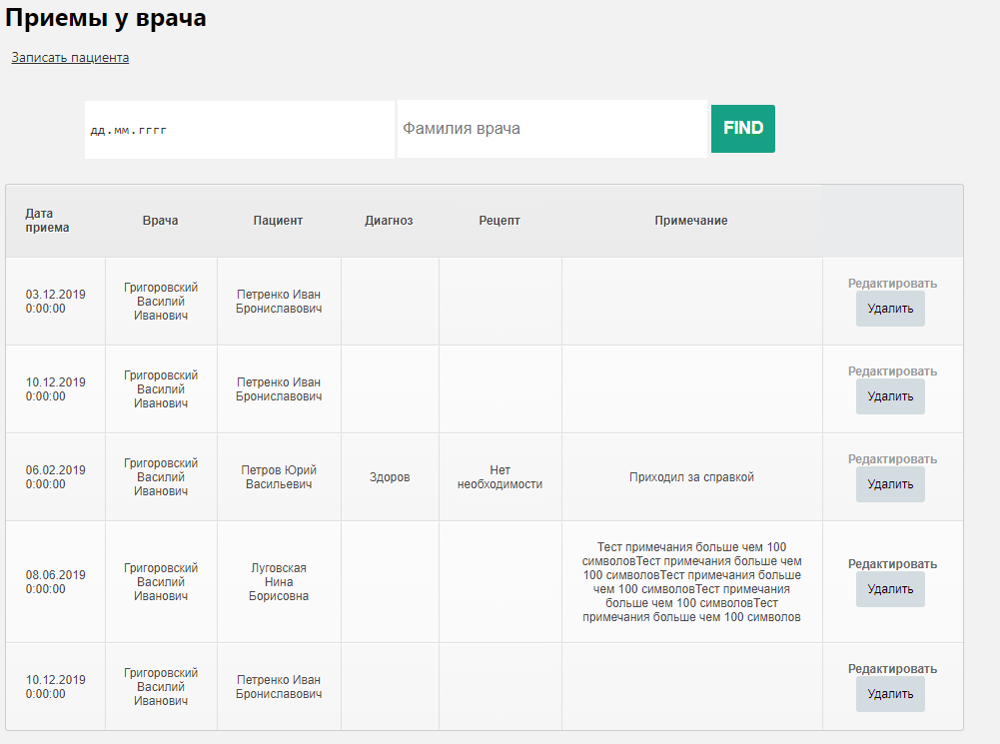 Приемы у врача
Записать пациента
дд.мм.гггг
Фамилия врача
FIND
Дата
приема
Врача
Пациент
Диагноз
Рецепт
Примечание
03.12.2019
0:00:00
Григоровский
Василий
Иванович
Петренко Иван
Брониславович
Редактировать
Удалить
10.12.2019
0:00:00
Григоровский
Василий
Иванович
Петренко Иван
Брониславович
Редактировать
Удалить
06.02.2019
0:00:00
Григоровский
Василий
Иванович
Петров Юрий
Васильевич
Здоров
Нет
необходимости
Приходил за справкой
Редактировать
Удалить
08.06.2019
0:00:00
Григоровский
Василий
Иванович
Луговская
Нина
Борисовна
Тест примечания больше чем 100
символовТест примечания больше чем
100 символовТест примечания больше
чем 100 символовТест примечания
больше чем 100 символовТест
примечания больше чем 100 символов
Редактировать
Удалить
10.12.2019
0:00:00
Григоровский
Василий
Иванович
Петренко Иван
Брониславович
Редактировать
Удалить